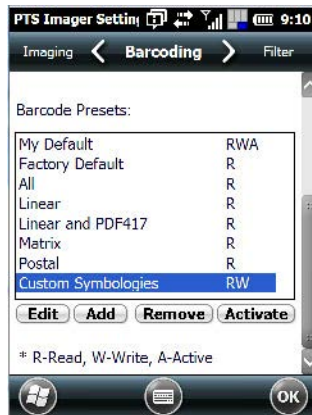 PTS Imager Settin 9:10
Imaging Barcoding Filter
Barcode Presets:
My Default RWA
Factory Default R
All R
Linear R
Linear and PDF417 R
Matrix R
Postal R
Custom Symbologies RW
Edit Add Remove Activate
* R-Read, W-Write, A-Active
OK